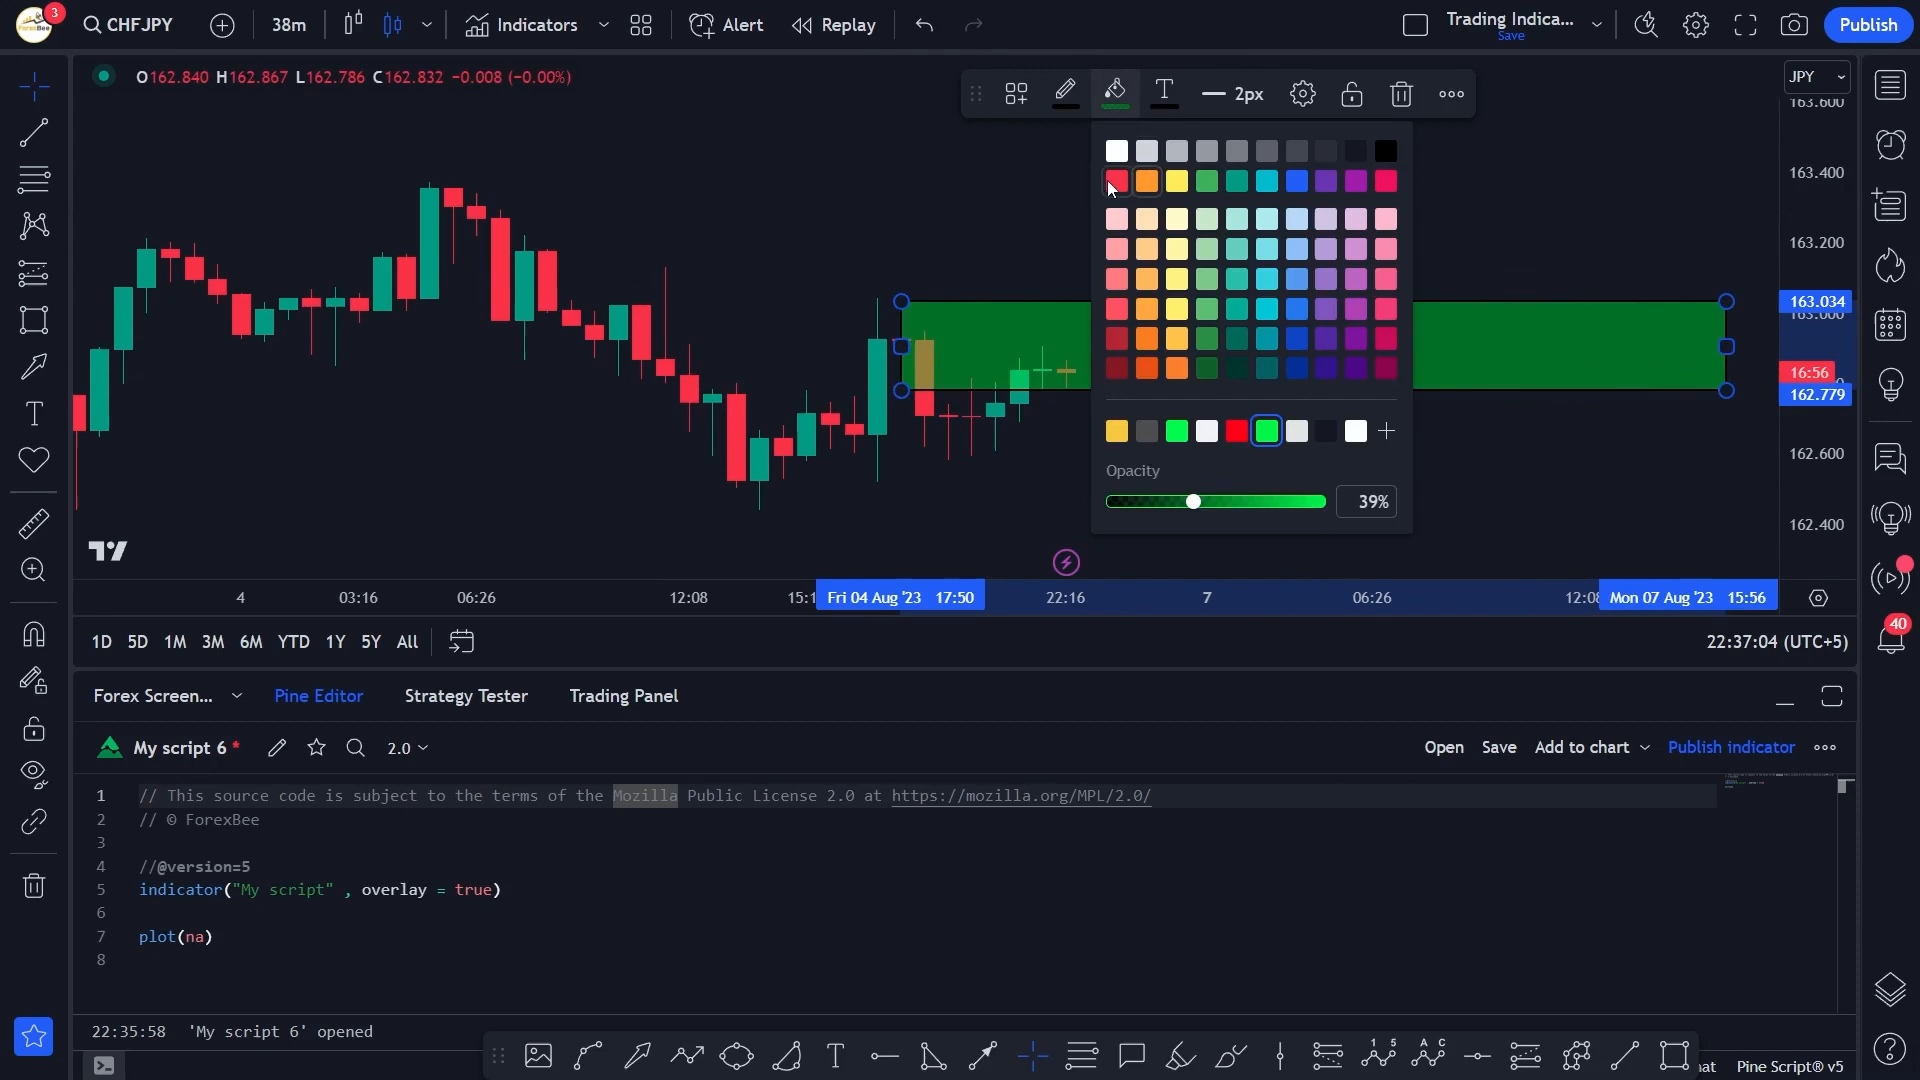 3
CHFJPY
38m
Indicators
Alert
Replay
Trading Indica...
Save
Publish
O162.840 H162.867 L162.786 C162.832 −0.008 (−0.00%)
T
2px
JPY
163.600
163.400
163.200
163.034
163.000
16:56
162.779
162.600
162.400
Opacity
39%
4
03:16
06:26
12:08
Fri 04 Aug '23 17:50
22:16
7
06:26
Mon 07 Aug '23 15:56
40
1D 5D 1M 3M 6M YTD 1Y 5Y All
22:37:04 (UTC+5)
Forex Screen...
Pine Editor
Strategy Tester
Trading Panel
My script 6 *
2.0
Open
Save
Add to chart
Publish indicator
1 // This source code is subject to the terms of the Mozilla Public License 2.0 at https://mozilla.org/MPL/2.0/
2 // © ForexBee
3
4 //@version=5
5 indicator("My script" , overlay = true)
6
7 plot(na)
8
22:35:58 'My script 6' opened
Pine Script® v5